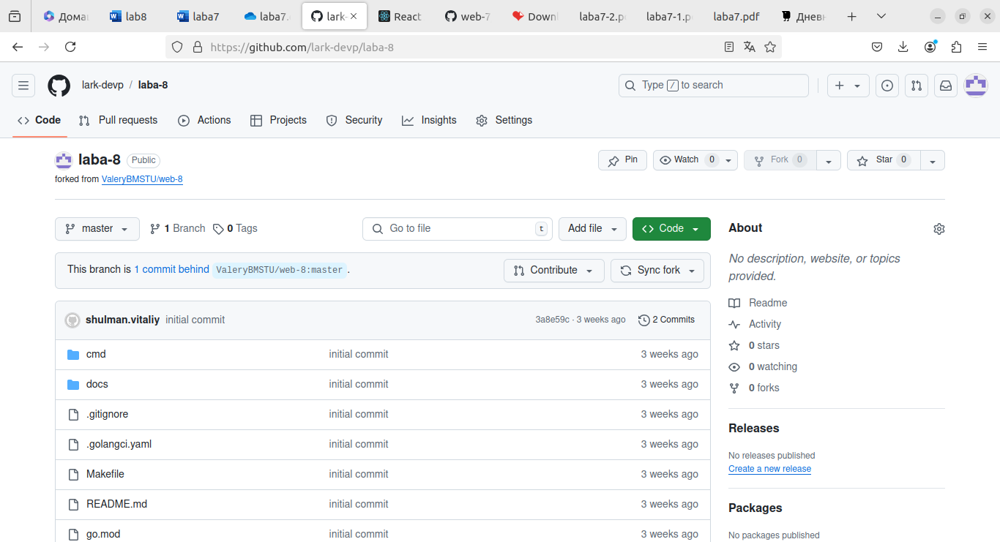 Дома
lab8
laba7
laba7.
lark-
React
web-7
Downl
laba7-2.p
laba7-1.p
laba7.pdf
Дневн
https://github.com/lark-devp/laba-8
lark-devp / laba-8
Type / to search
Code
Pull requests
Actions
Projects
Security
Insights
Settings
laba-8 Public
Pin
Watch 0
Fork 0
Star 0
forked from ValeryBMSTU/web-8
master
1 Branch
0 Tags
Go to file t
Add file
Code
About
No description, website, or topics
provided.
This branch is 1 commit behind ValeryBMSTU/web-8:master .
Contribute
Sync fork
shulman.vitaliy initial commit 3a8e59c · 3 weeks ago 2 Commits
cmd initial commit 3 weeks ago
docs initial commit 3 weeks ago
.gitignore initial commit 3 weeks ago
.golangci.yaml initial commit 3 weeks ago
Makefile initial commit 3 weeks ago
README.md initial commit 3 weeks ago
go.mod initial commit 3 weeks ago
Readme
Activity
0 stars
0 watching
0 forks
Releases
No releases published
Create a new release
Packages
No packages published